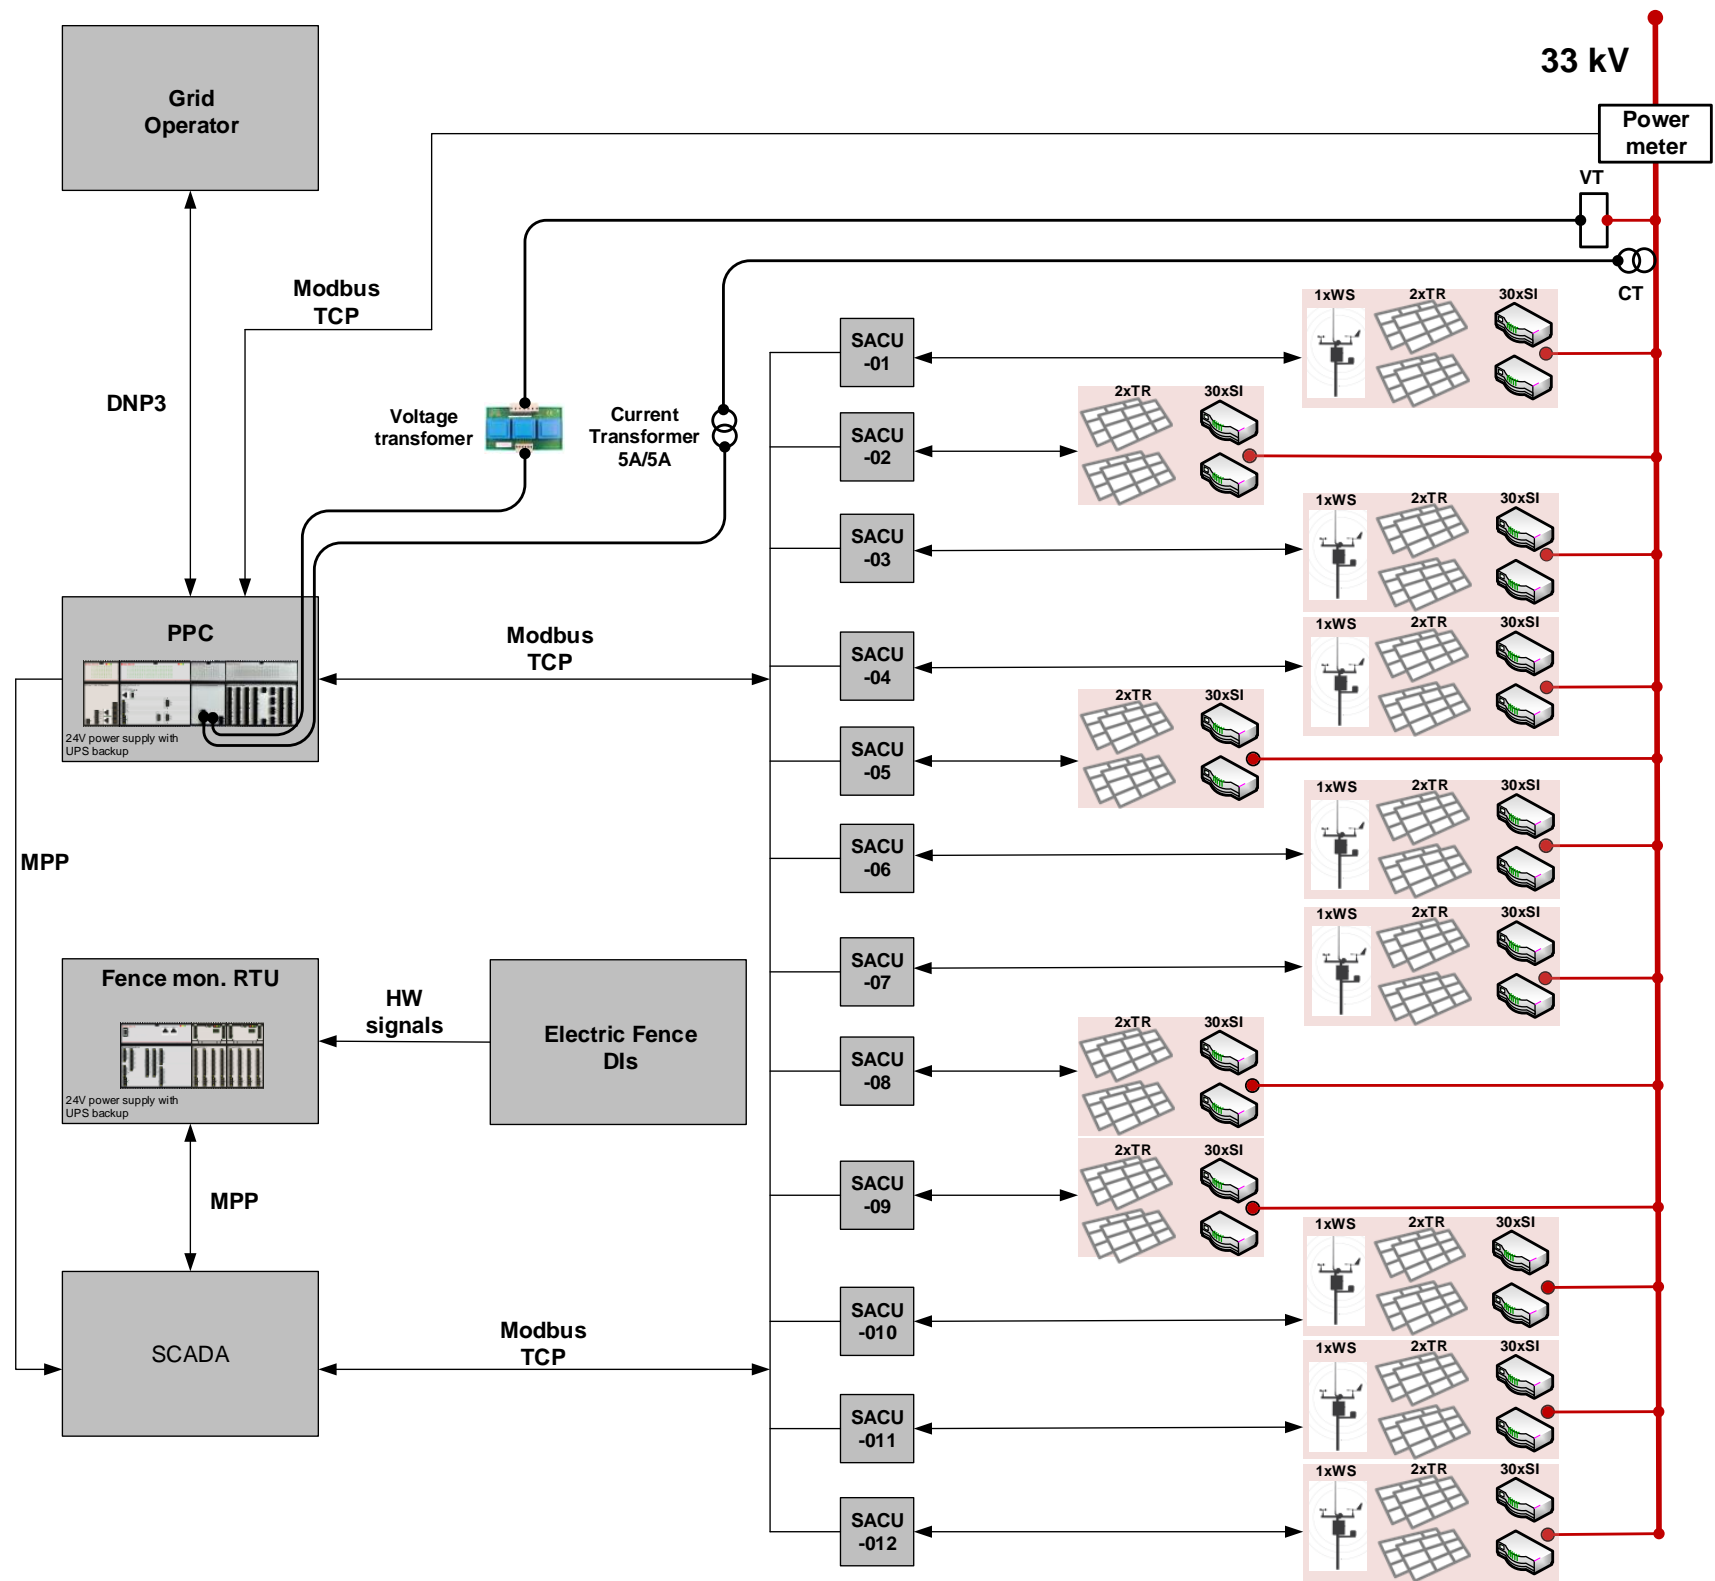 33 kV
Grid
Operator
Power
meter
VT
CT
Modbus
TCP
DNP3
Voltage
transfomer
Current
Transformer
5A/5A
PPC
24V power supply with
UPS backup
Modbus
TCP
MPP
Fence mon. RTU
24V power supply with
UPS backup
HW
signals
Electric Fence
DIs
MPP
SCADA
Modbus
TCP
SACU
-01
1xWS 2xTR 30xSI
SACU
-02
2xTR 30xSI
SACU
-03
1xWS 2xTR 30xSI
SACU
-04
1xWS 2xTR 30xSI
SACU
-05
2xTR 30xSI
SACU
-06
1xWS 2xTR 30xSI
SACU
-07
1xWS 2xTR 30xSI
SACU
-08
2xTR 30xSI
SACU
-09
2xTR 30xSI
SACU
-010
1xWS 2xTR 30xSI
SACU
-011
1xWS 2xTR 30xSI
SACU
-012
1xWS 2xTR 30xSI